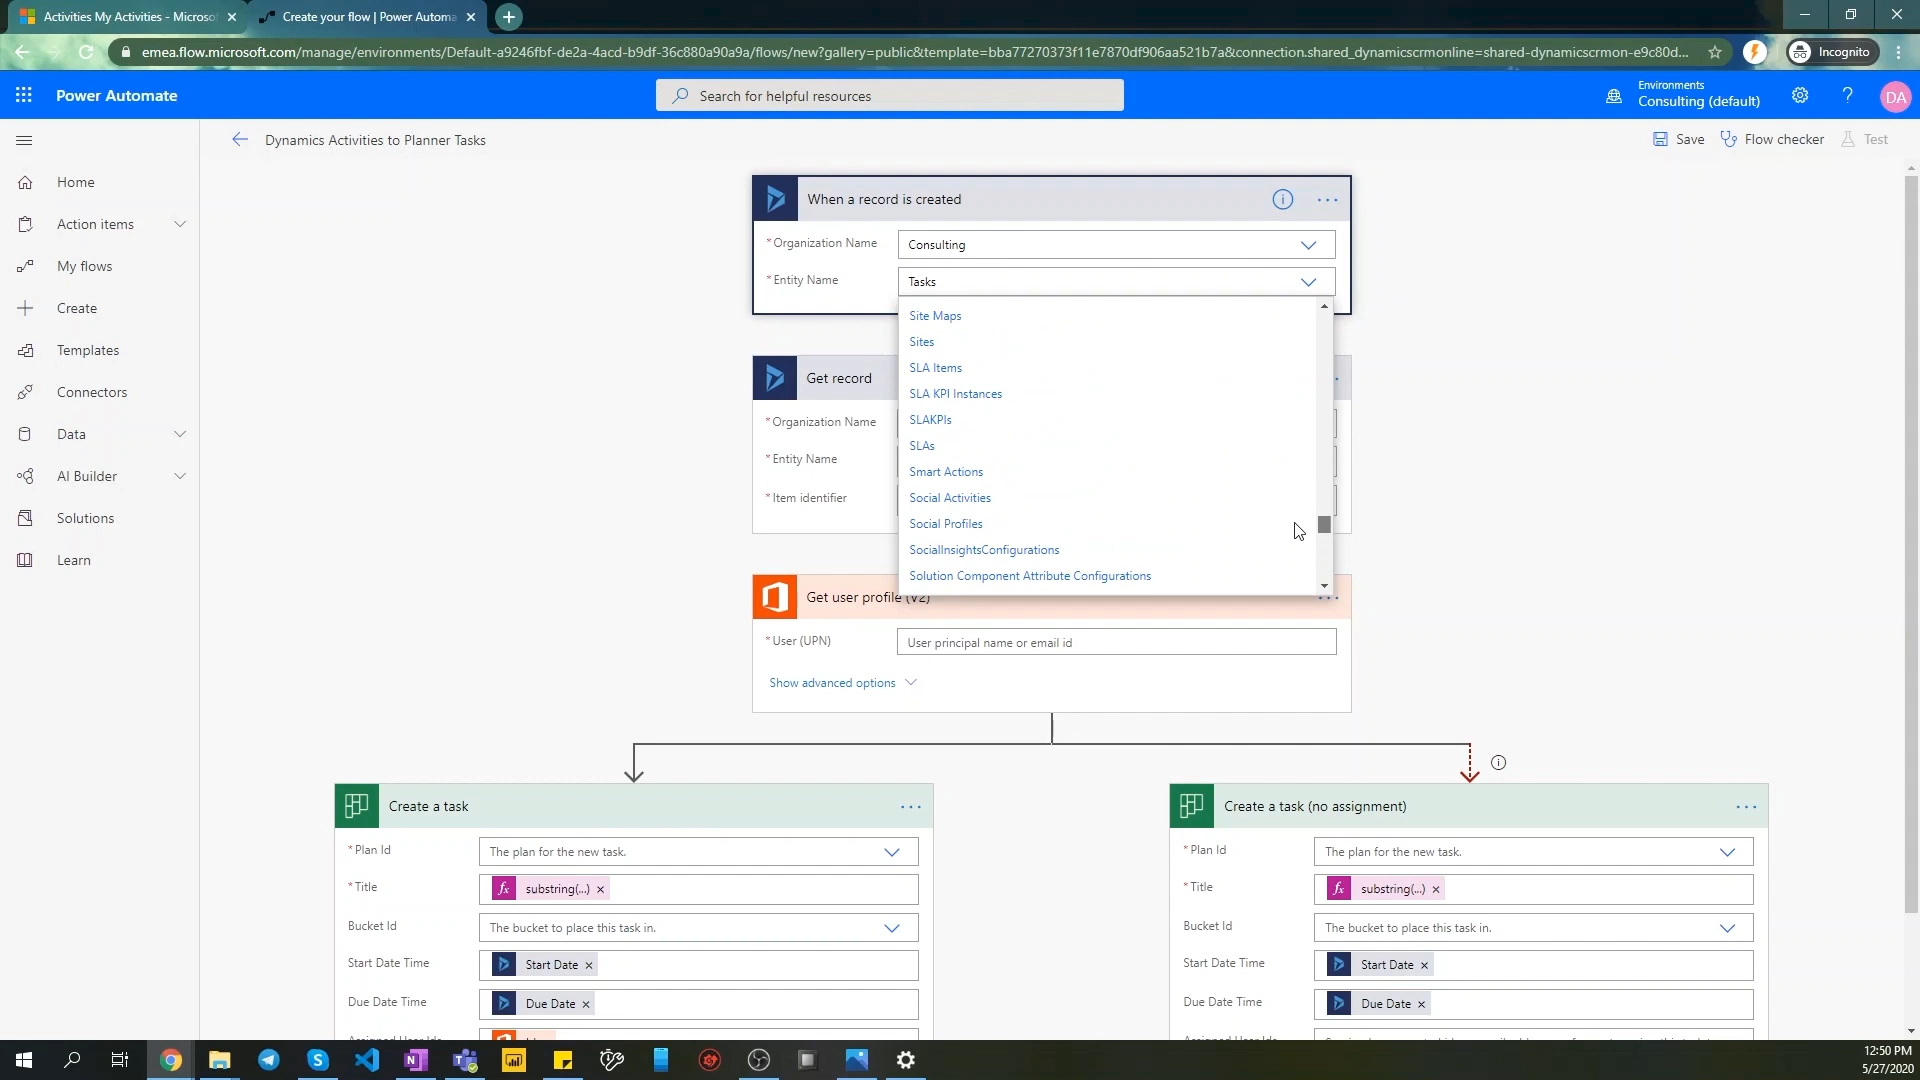 Activities My Activities - Microsof
Create your flow | Power Automa
emea.flow.microsoft.com/manage/environments/Default-a9246fbf-de2a-4acd-b9df-36c880a90a9a/flows/new?gallery=public&template=bba77270373f11e7870df906aa521b7a&connection.shared_dynamicscrmonline=shared-dynamicscrmon-e9c80d...
Incognito
Power Automate
Search for helpful resources
Environments
Consulting (default)
DA
Dynamics Activities to Planner Tasks
Save
Flow checker
Test
Home
Action items
My flows
Create
Templates
Connectors
Data
AI Builder
Solutions
Learn
When a record is created
* Organization Name
Consulting
* Entity Name
Tasks
Site Maps
Sites
SLA Items
SLA KPI Instances
SLAKPIs
SLAs
Smart Actions
Social Activities
Social Profiles
SocialInsightsConfigurations
Solution Component Attribute Configurations
Get record
* Organization Name
* Entity Name
* Item identifier
Get user profile (V2)
* User (UPN)
User principal name or email id
Show advanced options
Create a task
* Plan Id
The plan for the new task.
* Title
fx substring(...) ×
Bucket Id
The bucket to place this task in.
Start Date Time
Start Date ×
Due Date Time
Due Date ×
Create a task (no assignment)
* Plan Id
The plan for the new task.
* Title
fx substring(...) ×
Bucket Id
The bucket to place this task in.
Start Date Time
Start Date ×
Due Date Time
Due Date ×
12:50 PM
5/27/2020